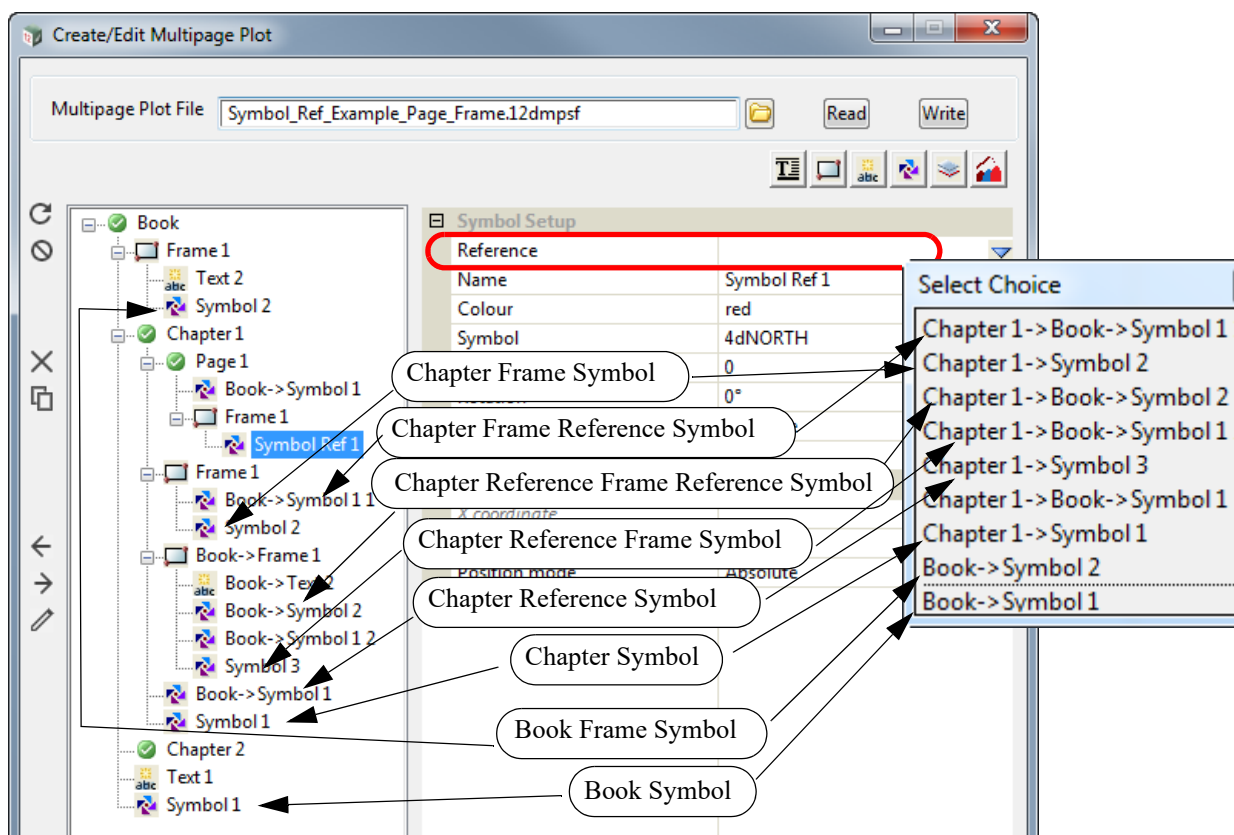 Create/Edit Multipage Plot
Multipage Plot File
Symbol_Ref_Example_Page_Frame.12dmpsf
Read
Write
Book
Frame 1
Text 2
Symbol 2
Chapter 1
Page 1
Book->Symbol 1
Frame 1
Symbol Ref 1
Frame 1
Book->Symbol 1 1
Symbol 2
Book->Frame 1
Book->Text 2
Book->Symbol 2
Book->Symbol 1 2
Symbol 3
Book->Symbol 1
Symbol 1
Chapter 2
Text 1
Symbol 1
Symbol Setup
Reference
Name Symbol Ref 1
Colour red
Symbol 4dNORTH
0
Rotation 0°
X coordinate
Position mode Absolute
Chapter Frame Symbol
Chapter Frame Reference Symbol
Chapter Reference Frame Reference Symbol
Chapter Reference Frame Symbol
Chapter Reference Symbol
Chapter Symbol
Book Frame Symbol
Book Symbol
Select Choice
Chapter 1->Book->Symbol 1
Chapter 1->Symbol 2
Chapter 1->Book->Symbol 2
Chapter 1->Book->Symbol 1
Chapter 1->Symbol 3
Chapter 1->Book->Symbol 1
Chapter 1->Symbol 1
Book->Symbol 2
Book->Symbol 1